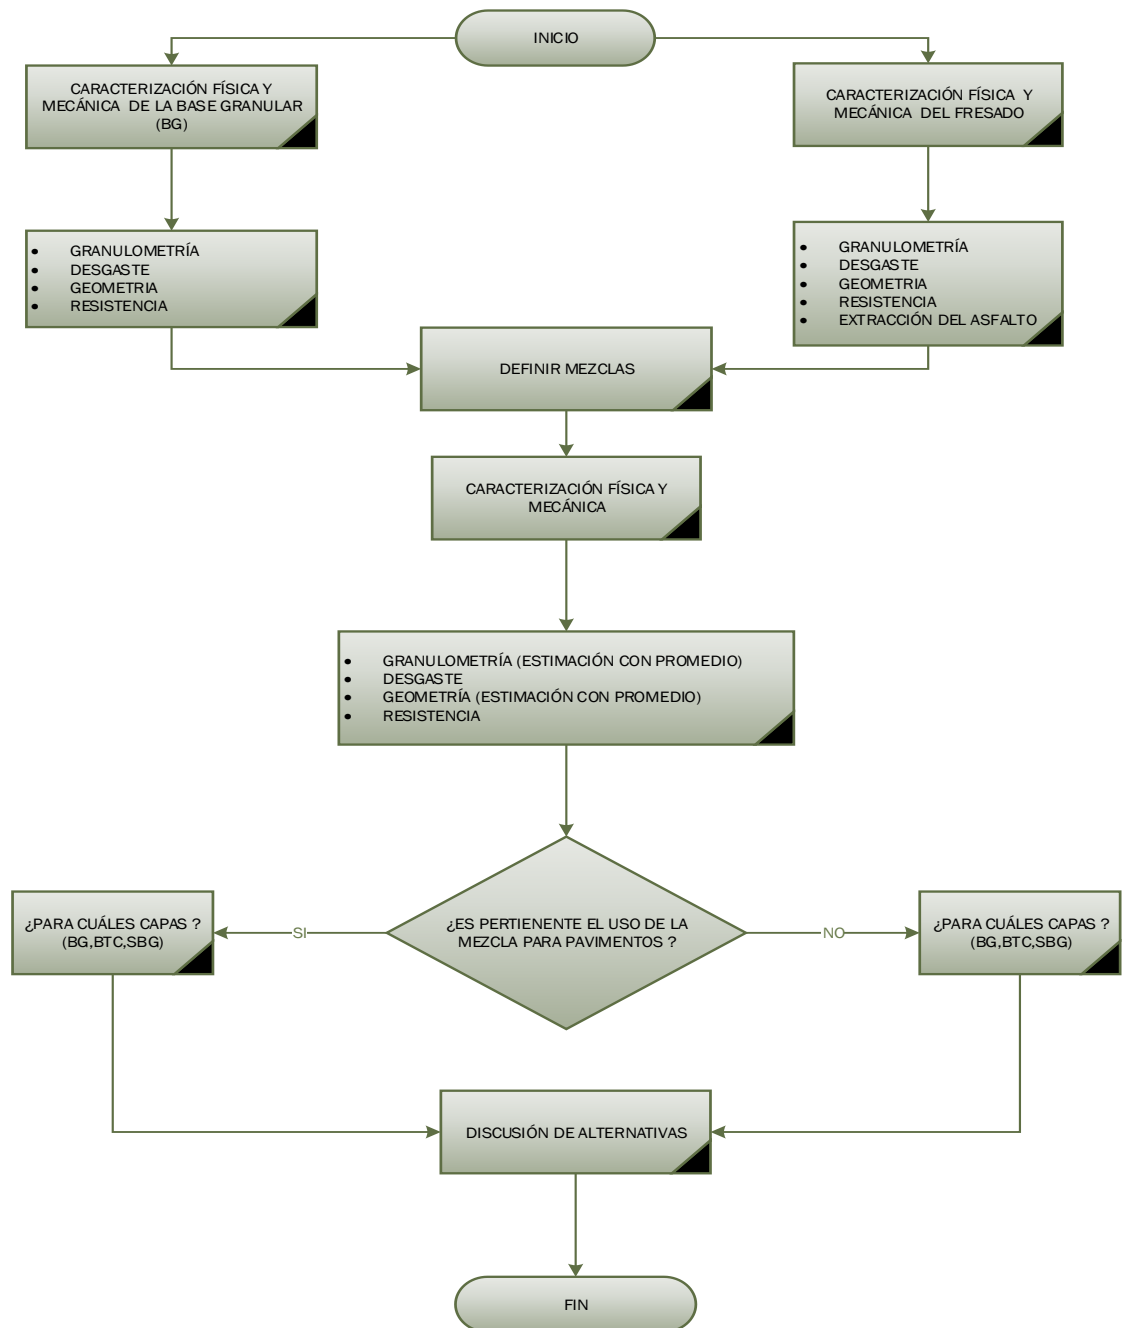 INICIO
CARACTERIZACIÓN FÍSICA Y
MECÁNICA DE LA BASE GRANULAR
(BG)
CARACTERIZACIÓN FÍSICA Y
MECÁNICA DEL FRESADO
• GRANULOMETRÍA
• DESGASTE
• GEOMETRIA
• RESISTENCIA
• GRANULOMETRÍA
• DESGASTE
• GEOMETRIA
• RESISTENCIA
• EXTRACCIÓN DEL ASFALTO
DEFINIR MEZCLAS
CARACTERIZACIÓN FÍSICA Y
MECÁNICA
• GRANULOMETRÍA (ESTIMACIÓN CON PROMEDIO)
• DESGASTE
• GEOMETRÍA (ESTIMACIÓN CON PROMEDIO)
• RESISTENCIA
¿ES PERTIENENTE EL USO DE LA
MEZCLA PARA PAVIMENTOS ?
SI
NO
¿PARA CUÁLES CAPAS ?
(BG,BTC,SBG)
¿PARA CUÁLES CAPAS ?
(BG,BTC,SBG)
DISCUSIÓN DE ALTERNATIVAS
FIN